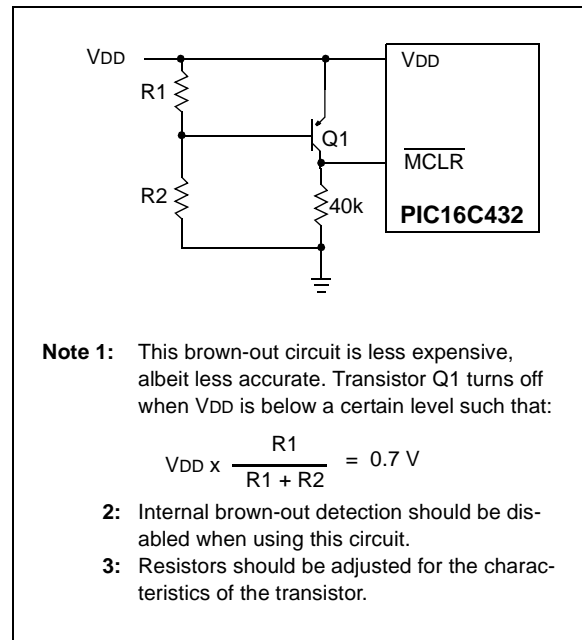 VDD
VDD
R1
Q1
MCLR
R2
40k
PIC16C432
Note 1: This brown-out circuit is less expensive,
albeit less accurate. Transistor Q1 turns off
when VDD is below a certain level such that:
VDD x R1 / R1 + R2 = 0.7 V
2: Internal brown-out detection should be dis-
abled when using this circuit.
3: Resistors should be adjusted for the charac-
teristics of the transistor.